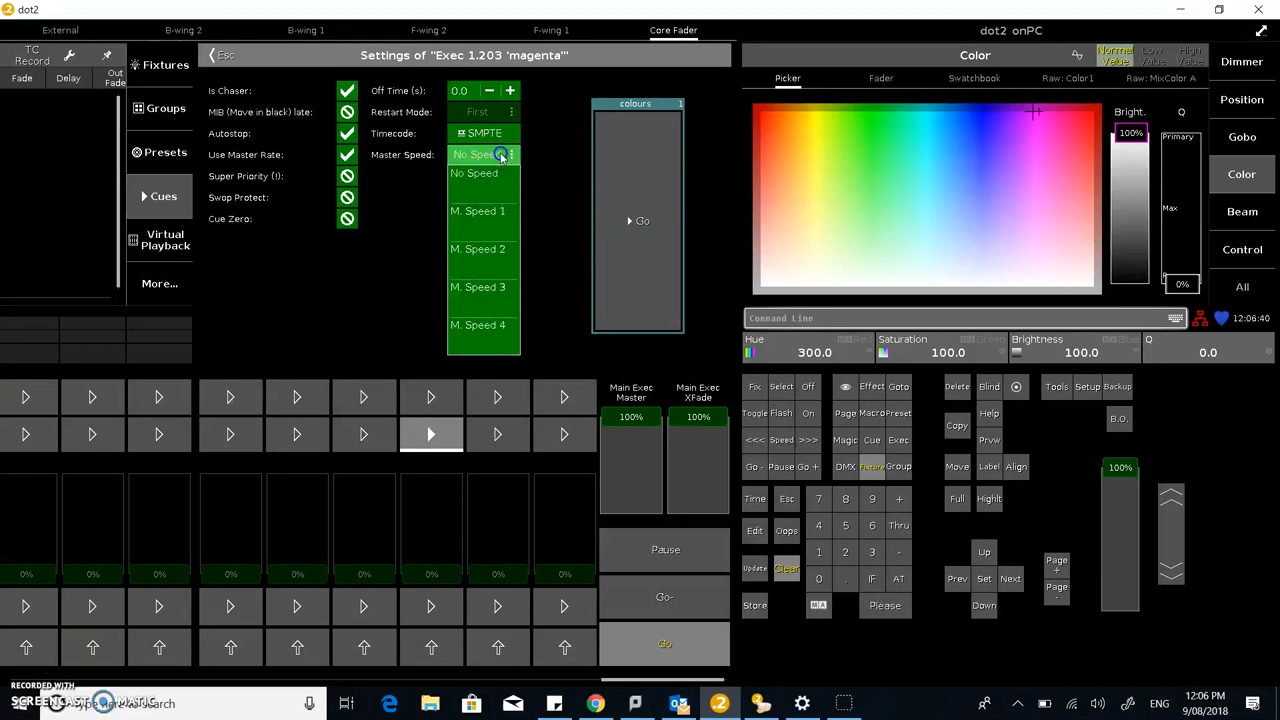 dot2
External
B-wing 2
B-wing 1
F-wing 2
F-wing 1
Core Fader
dot2 onPC
TC
Record
Fade
Delay
Out
Fade
Fixtures
Groups
Presets
Cues
Virtual
Playback
More...
Esc
Settings of "Exec 1.203 'magenta'"
Is Chaser:
MIB (Move in black) late:
Autostop:
Use Master Rate:
Super Priority (!):
Swop Protect:
Cue Zero:
Off Time (s):
0.0
Restart Mode:
First
Timecode:
SMPTE
Master Speed:
No Speed
M. Speed 1
M. Speed 2
M. Speed 3
M. Speed 4
colours 1
Go
Color
Normal
Value
Low
Value
High
Value
Picker
Fader
Swatchbook
Raw: Color1
Raw: MixColor A
Bright.
Q
100%
Primary
Max
0%
Dimmer
Position
Gobo
Color
Beam
Control
All
Command Line
12:06:40
Hue
300.0
Saturation
100.0
Brightness
100.0
Q
0.0
Main Exec
Master
100%
Main Exec
XFade
100%
0% 0% 0% 0% 0% 0% 0% 0% 0%
Pause
Go-
Go
Fix Select Off
Effect Goto
Delete Blind
Tools Setup Backup
Toggle Flash On
Page Macro Preset
Copy Help
B.O.
<<< Speed >>>
Magic Cue Exec
Prvw
Go - Pause Go +
DMX Fixture Group
Move Label Align
100%
Time Esc
7 8 9 +
Full Highlt
Edit Oops
4 5 6 Thru
Update Clear
1 2 3 -
Up
Page
+
Page
-
Store
0 . IF AT
Prev Set Next
MA
Please
Down
RECORDED WITH
SCREENCAST MATIC
Type here to search
ENG
12:06 PM
9/08/2018